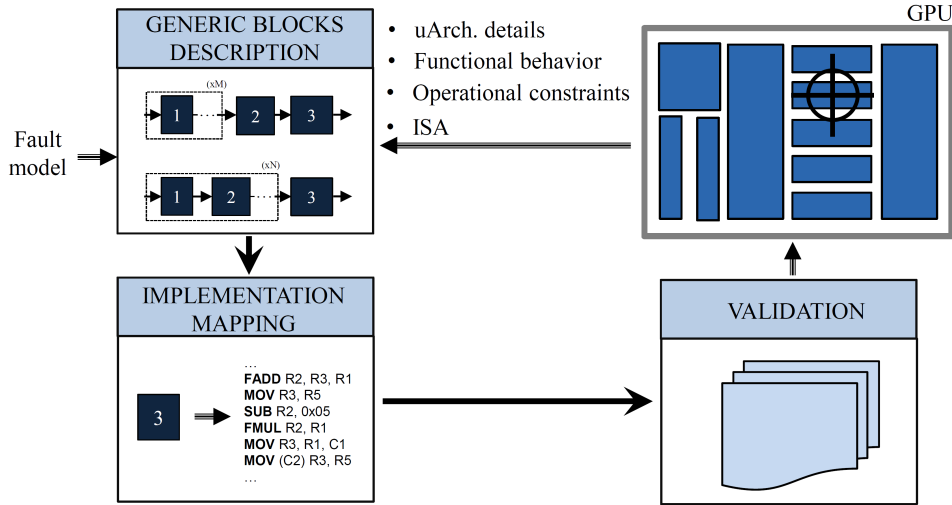 GENERIC BLOCKS
DESCRIPTION
(xM)
1 ... 2 3
(xN)
1 2 ... 3
Fault
model
• uArch. details
• Functional behavior
• Operational constraints
• ISA
GPU
IMPLEMENTATION
MAPPING
3
...
FADD R2, R3, R1
MOV R3, R5
SUB R2, 0x05
FMUL R2, R1
MOV R3, R1, C1
MOV (C2) R3, R5
...
VALIDATION